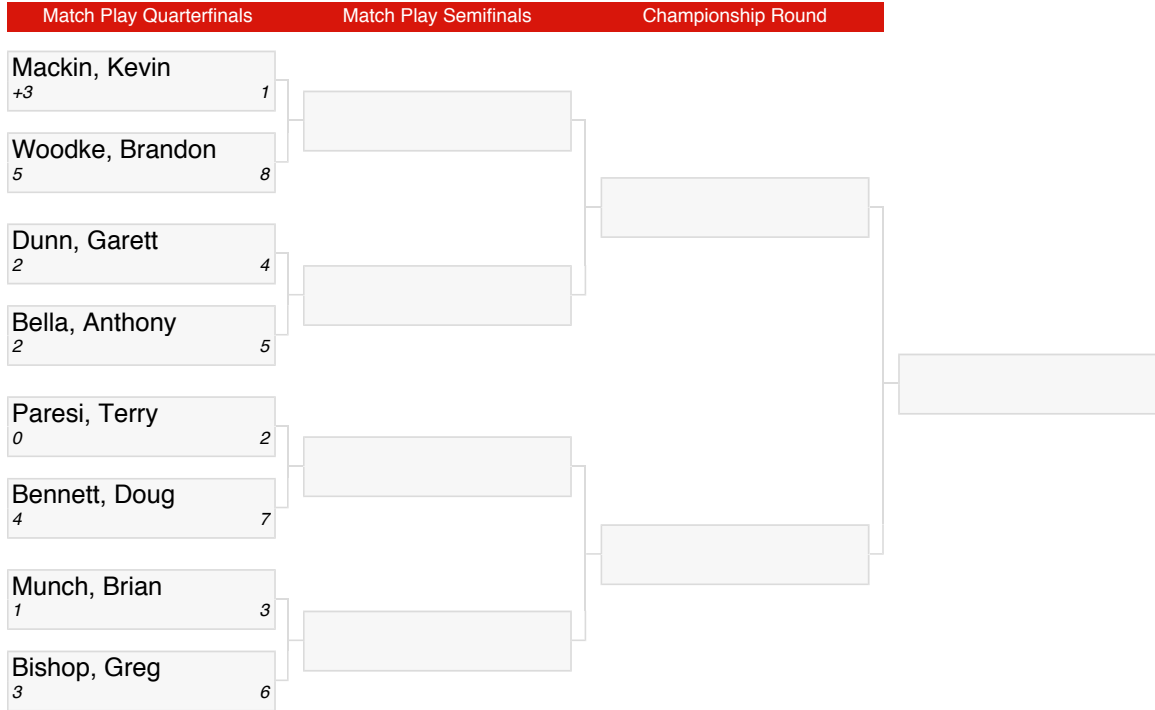 Match Play Quarterfinals Match Play Semifinals Championship Round
Mackin, Kevin
+3 1
Woodke, Brandon
5 8
Dunn, Garett
2 4
Bella, Anthony
2 5
Paresi, Terry
0 2
Bennett, Doug
4 7
Munch, Brian
1 3
Bishop, Greg
3 6